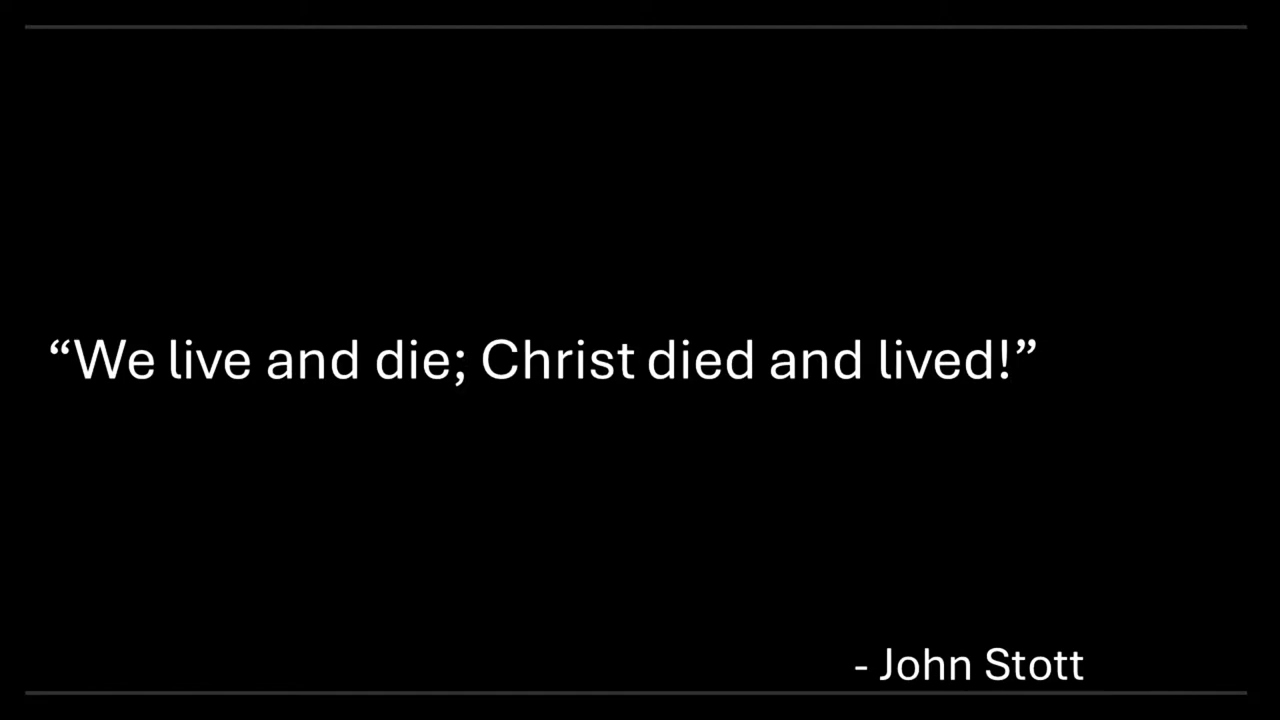 “We live and die; Christ died and lived!”
- John Stott